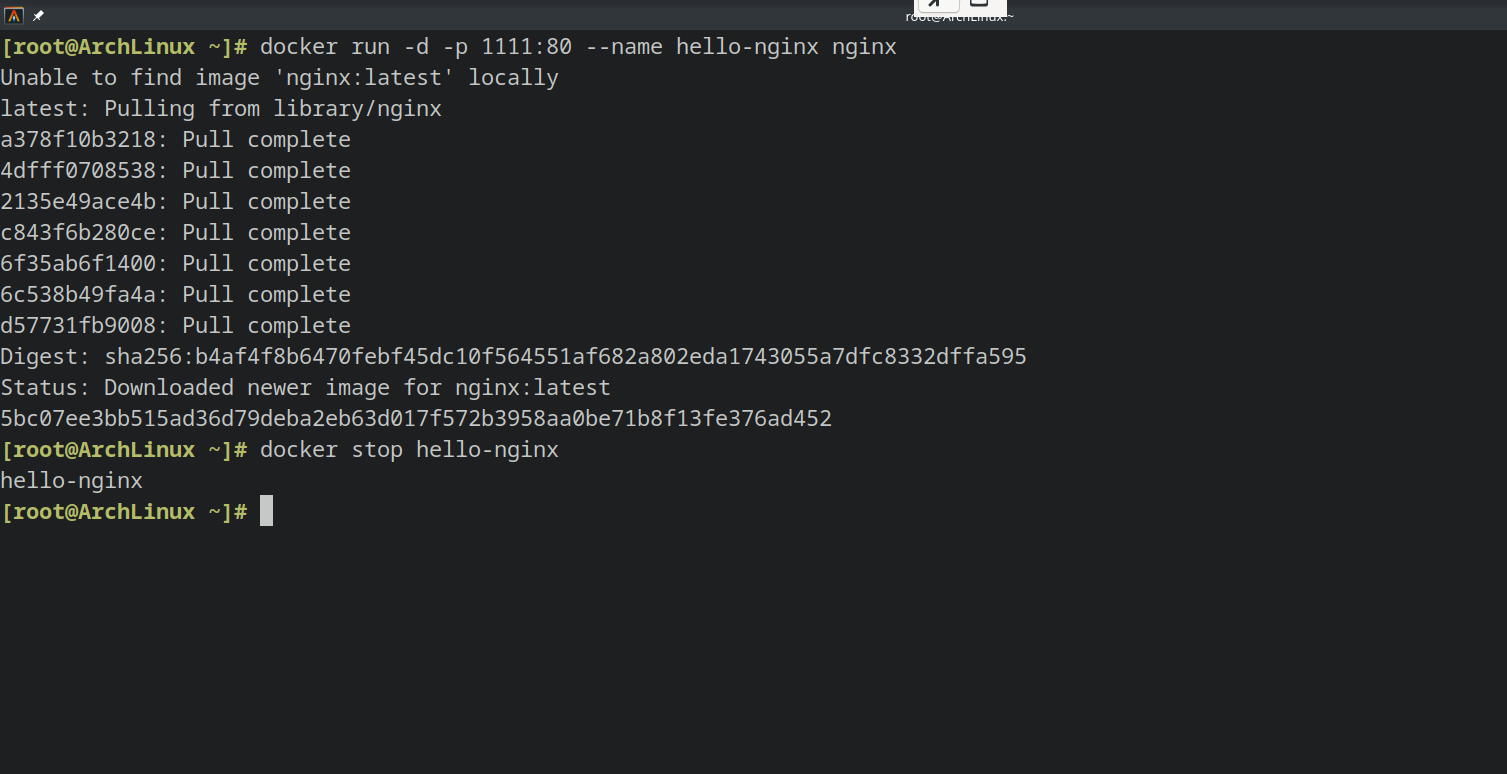 root@ArchLinux:~
[root@ArchLinux ~]# docker run -d -p 1111:80 --name hello-nginx nginx
Unable to find image 'nginx:latest' locally
latest: Pulling from library/nginx
a378f10b3218: Pull complete
4dfff0708538: Pull complete
2135e49ace4b: Pull complete
c843f6b280ce: Pull complete
6f35ab6f1400: Pull complete
6c538b49fa4a: Pull complete
d57731fb9008: Pull complete
Digest: sha256:b4af4f8b6470febf45dc10f564551af682a802eda1743055a7dfc8332dffa595
Status: Downloaded newer image for nginx:latest
5bc07ee3bb515ad36d79deba2eb63d017f572b3958aa0be71b8f13fe376ad452
[root@ArchLinux ~]# docker stop hello-nginx
hello-nginx
[root@ArchLinux ~]#